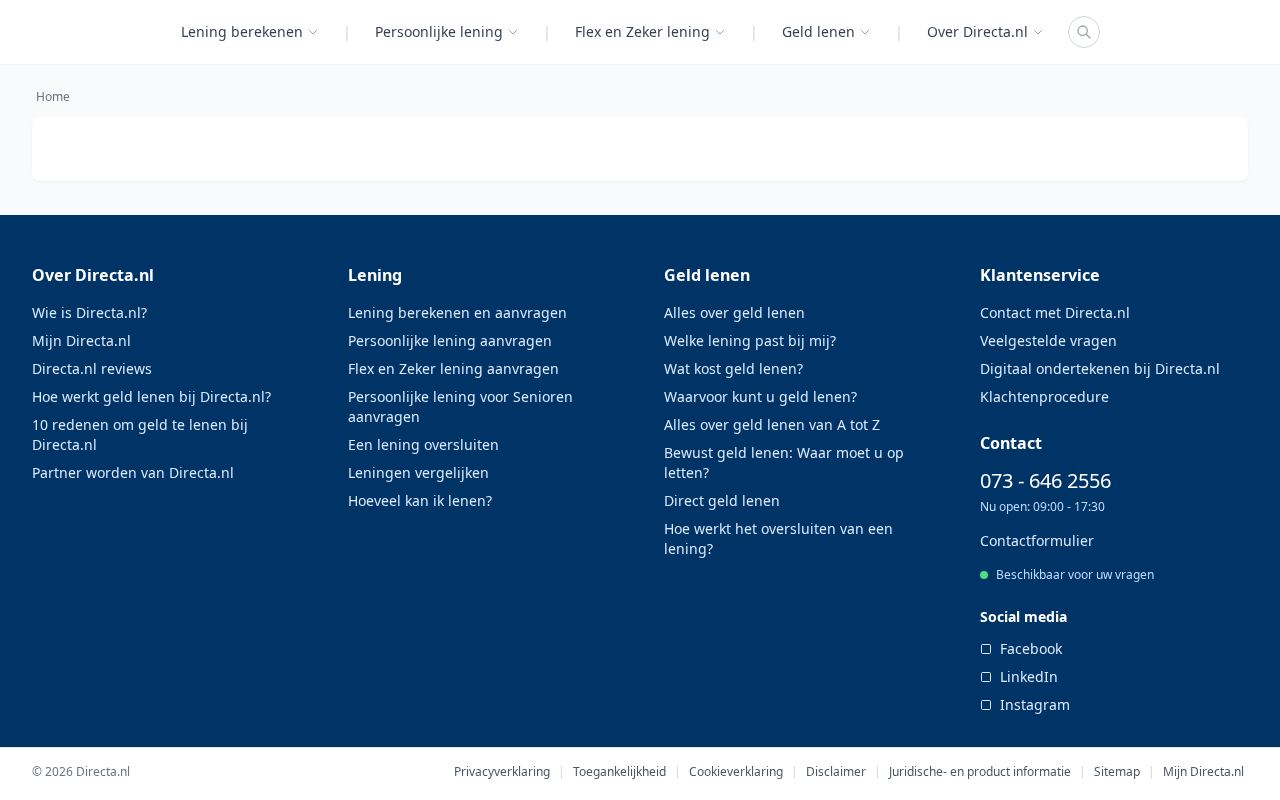 Lening berekenen | Persoonlijke lening | Flex en Zeker lening | Geld lenen | Over Directa.nl
Home
Over Directa.nl
Wie is Directa.nl?
Mijn Directa.nl
Directa.nl reviews
Hoe werkt geld lenen bij Directa.nl?
10 redenen om geld te lenen bij
Directa.nl
Partner worden van Directa.nl
Lening
Lening berekenen en aanvragen
Persoonlijke lening aanvragen
Flex en Zeker lening aanvragen
Persoonlijke lening voor Senioren
aanvragen
Een lening oversluiten
Leningen vergelijken
Hoeveel kan ik lenen?
Geld lenen
Alles over geld lenen
Welke lening past bij mij?
Wat kost geld lenen?
Waarvoor kunt u geld lenen?
Alles over geld lenen van A tot Z
Bewust geld lenen: Waar moet u op
letten?
Direct geld lenen
Hoe werkt het oversluiten van een
lening?
Klantenservice
Contact met Directa.nl
Veelgestelde vragen
Digitaal ondertekenen bij Directa.nl
Klachtenprocedure
Contact
073 - 646 2556
Nu open: 09:00 - 17:30
Contactformulier
Beschikbaar voor uw vragen
Social media
Facebook
LinkedIn
Instagram
© 2026 Directa.nl
Privacyverklaring | Toegankelijkheid | Cookieverklaring | Disclaimer | Juridische- en product informatie | Sitemap | Mijn Directa.nl